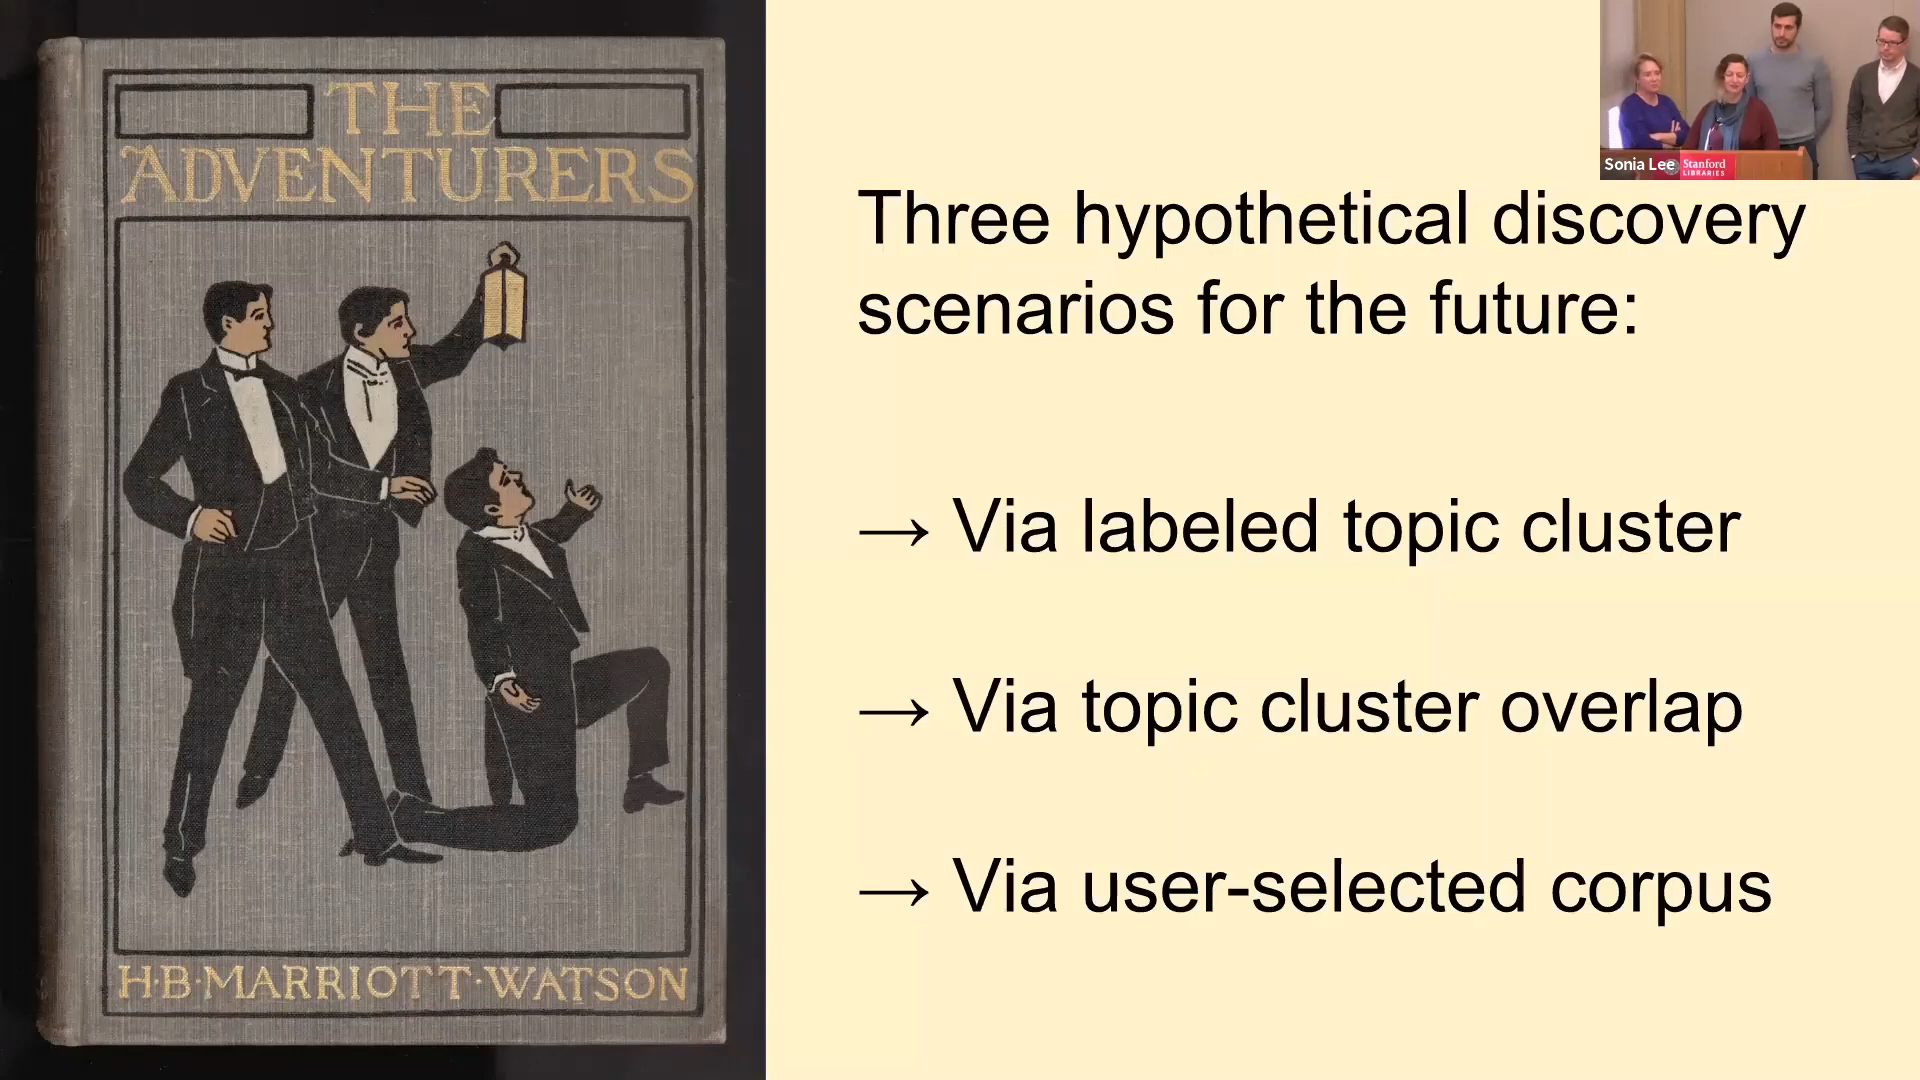 THE
ADVENTURERS
H·B·MARRIOTT·WATSON
Three hypothetical discovery
scenarios for the future:
→ Via labeled topic cluster
→ Via topic cluster overlap
→ Via user-selected corpus
Sonia Lee
Stanford
LIBRARIES